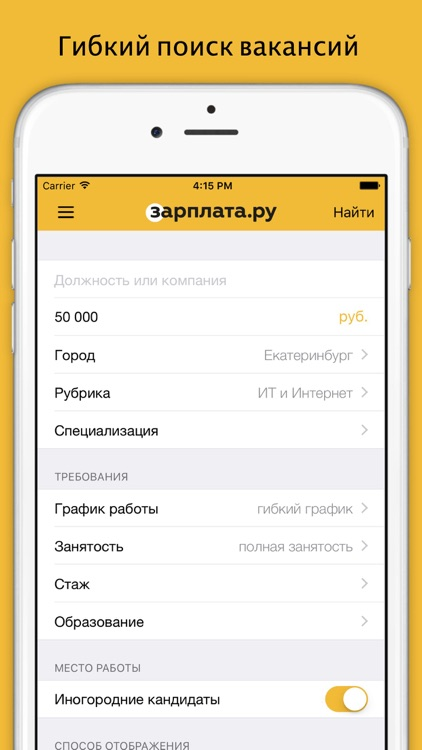 Гибкий поиск вакансий
Carrier 4:15 PM
зарплата.ру Найти
Должность или компания
50 000 руб.
Город Екатеринбург
Рубрика ИТ и Интернет
Специализация
ТРЕБОВАНИЯ
График работы гибкий график
Занятость полная занятость
Стаж
Образование
МЕСТО РАБОТЫ
Иногородние кандидаты
СПОСОБ ОТОБРАЖЕНИЯ